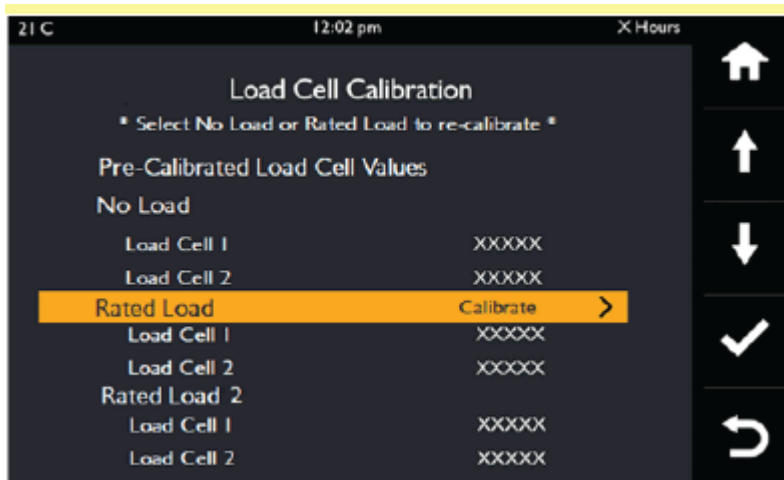 21 C 12:02 pm X Hours
Load Cell Calibration
* Select No Load or Rated Load to re-calibrate *
Pre-Calibrated Load Cell Values
No Load
Load Cell 1 XXXXX
Load Cell 2 XXXXX
Rated Load Calibrate >
Load Cell 1 XXXXX
Load Cell 2 XXXXX
Rated Load 2
Load Cell 1 XXXXX
Load Cell 2 XXXXX